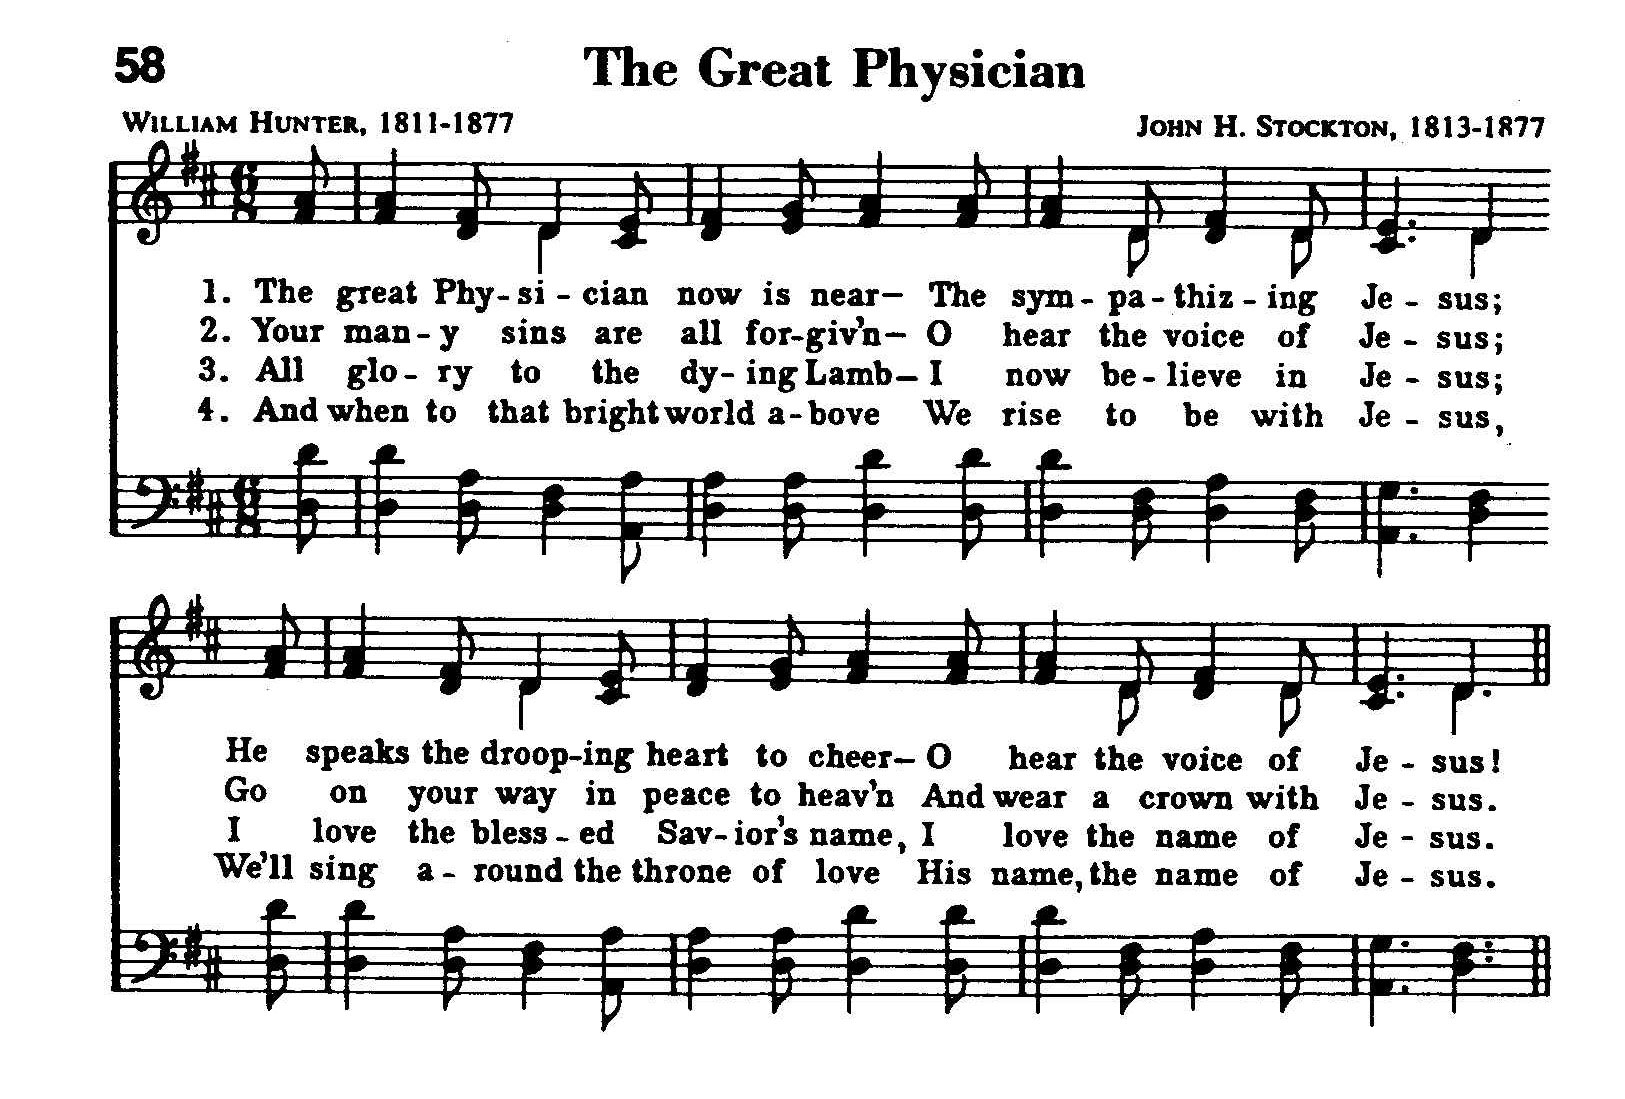 58
The Great Physician
WILLIAM HUNTER, 1811-1877
JOHN H. STOCKTON, 1813-1877
1. The great Phy-si-cian now is near— The sym-pa-thiz-ing Je-sus;
2. Your man-y sins are all for-giv'n— O hear the voice of Je-sus;
3. All glo-ry to the dy-ing Lamb— I now be-lieve in Je-sus;
4. And when to that bright world a-bove We rise to be with Je-sus,
He speaks the droop-ing heart to cheer— O hear the voice of Je-sus!
Go on your way in peace to heav'n And wear a crown with Je-sus.
I love the bless-ed Sav-ior's name, I love the name of Je-sus.
We'll sing a-round the throne of love His name, the name of Je-sus.